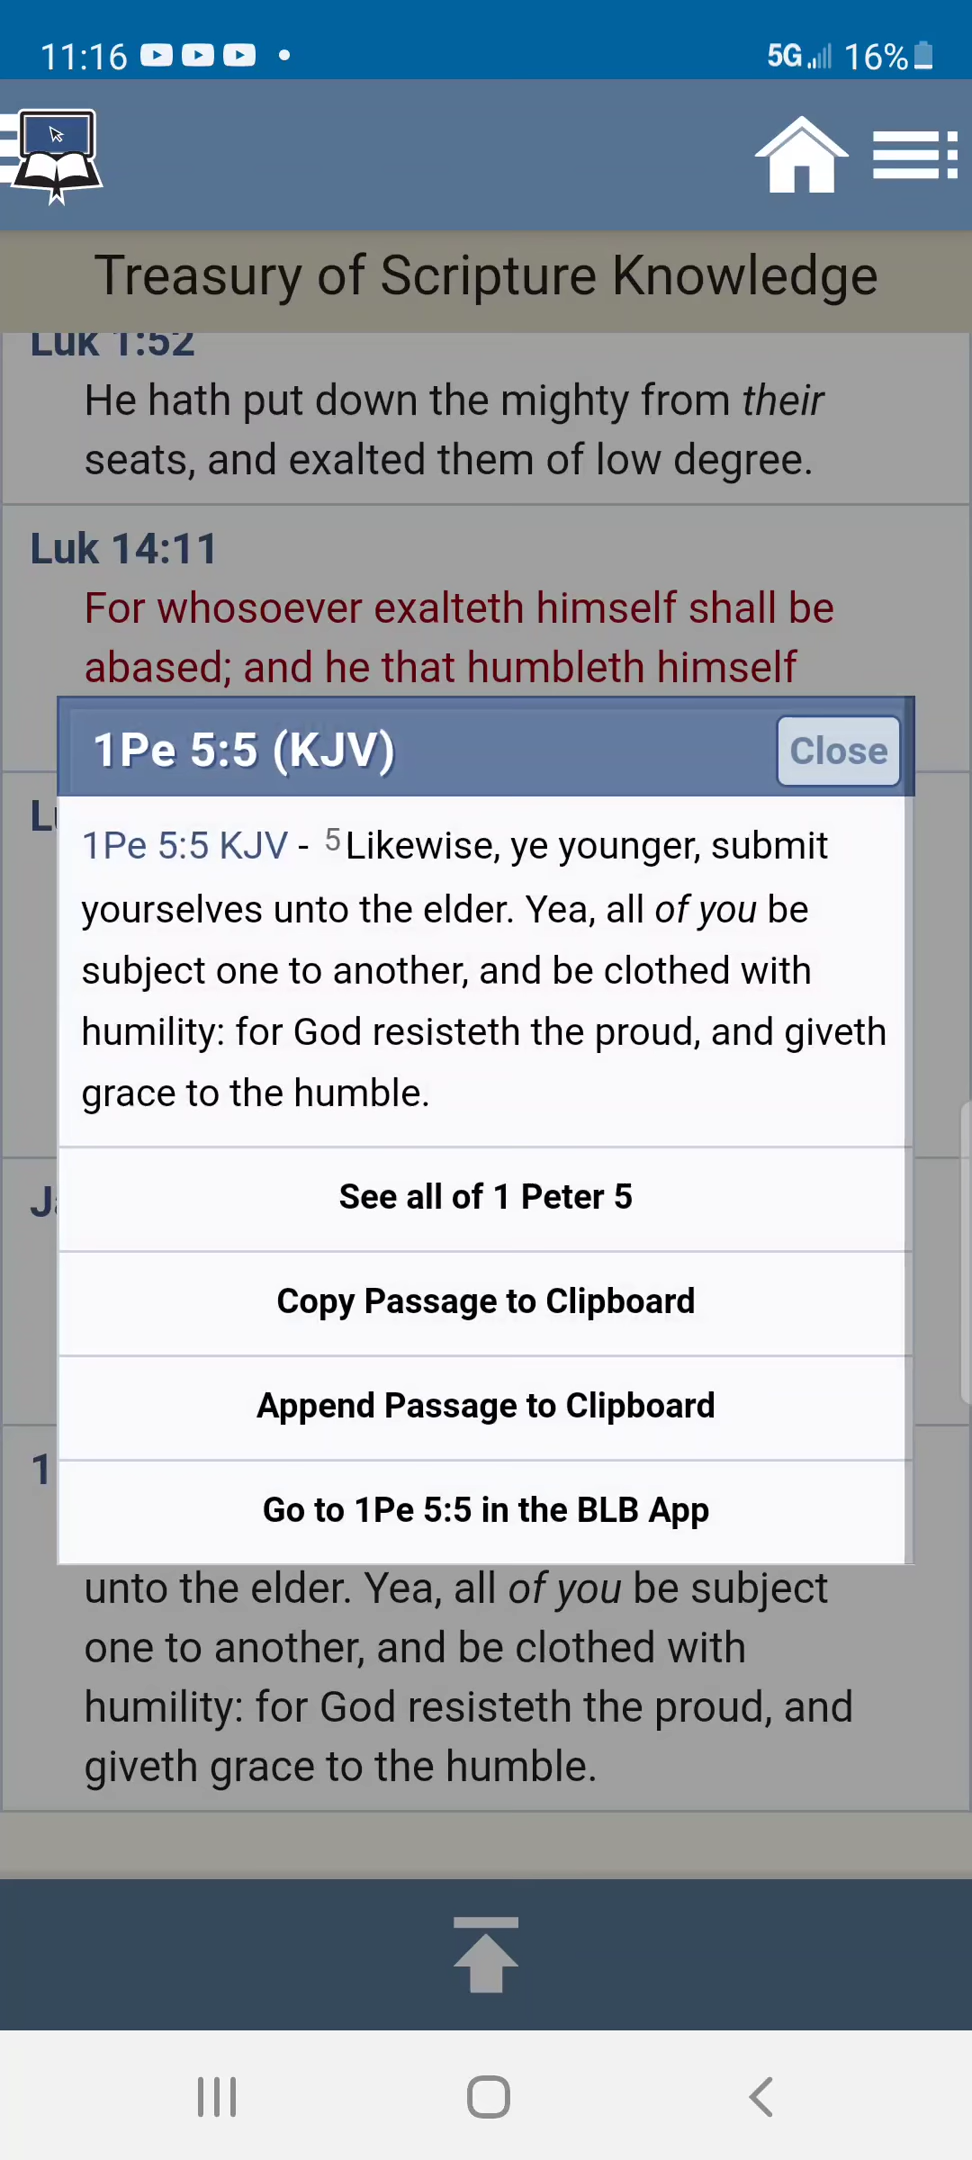 11:16
5G 16%
Treasury of Scripture Knowledge
Luk 1:52
He hath put down the mighty from their
seats, and exalted them of low degree.
Luk 14:11
For whosoever exalteth himself shall be
abased; and he that humbleth himself
1Pe 5:5 (KJV)
Close
1Pe 5:5 KJV - 5 Likewise, ye younger, submit
yourselves unto the elder. Yea, all of you be
subject one to another, and be clothed with
humility: for God resisteth the proud, and giveth
grace to the humble.
See all of 1 Peter 5
Copy Passage to Clipboard
Append Passage to Clipboard
Go to 1Pe 5:5 in the BLB App
1
unto the elder. Yea, all of you be subject
one to another, and be clothed with
humility: for God resisteth the proud, and
giveth grace to the humble.